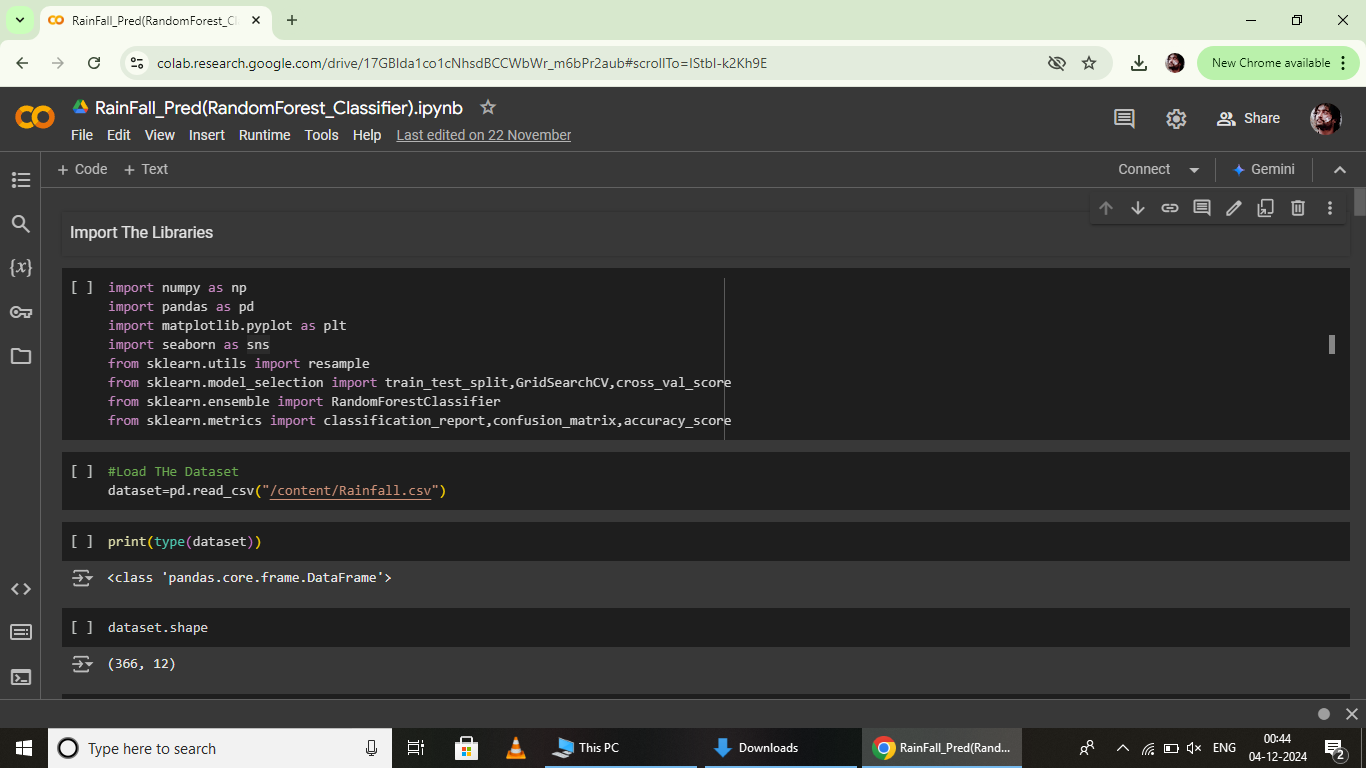 RainFall_Pred(RandomForest_Cl
colab.research.google.com/drive/17GBIda1co1cNhsdBCCWbWr_m6bPr2aub#scrollTo=IStbI-k2Kh9E
New Chrome available
RainFall_Pred(RandomForest_Classifier).ipynb
File Edit View Insert Runtime Tools Help Last edited on 22 November
Share
+ Code + Text
Connect
Gemini
Import The Libraries
[ ] import numpy as np
import pandas as pd
import matplotlib.pyplot as plt
import seaborn as sns
from sklearn.utils import resample
from sklearn.model_selection import train_test_split,GridSearchCV,cross_val_score
from sklearn.ensemble import RandomForestClassifier
from sklearn.metrics import classification_report,confusion_matrix,accuracy_score
[ ] #Load THe Dataset
dataset=pd.read_csv("/content/Rainfall.csv")
[ ] print(type(dataset))
<class 'pandas.core.frame.DataFrame'>
[ ] dataset.shape
(366, 12)
Type here to search
This PC
Downloads
RainFall_Pred(Rand...
ENG
00:44
04-12-2024
2